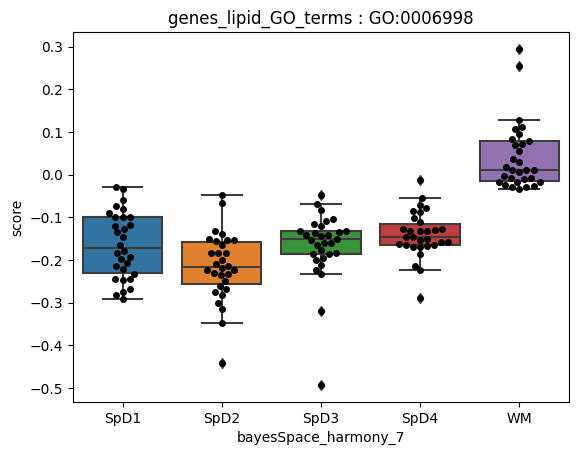 genes_lipid_GO_terms : GO:0006998
0.3
0.2
0.1
0.0
−0.1
−0.2
−0.3
−0.4
−0.5
score
SpD1 SpD2 SpD3 SpD4 WM
bayesSpace_harmony_7